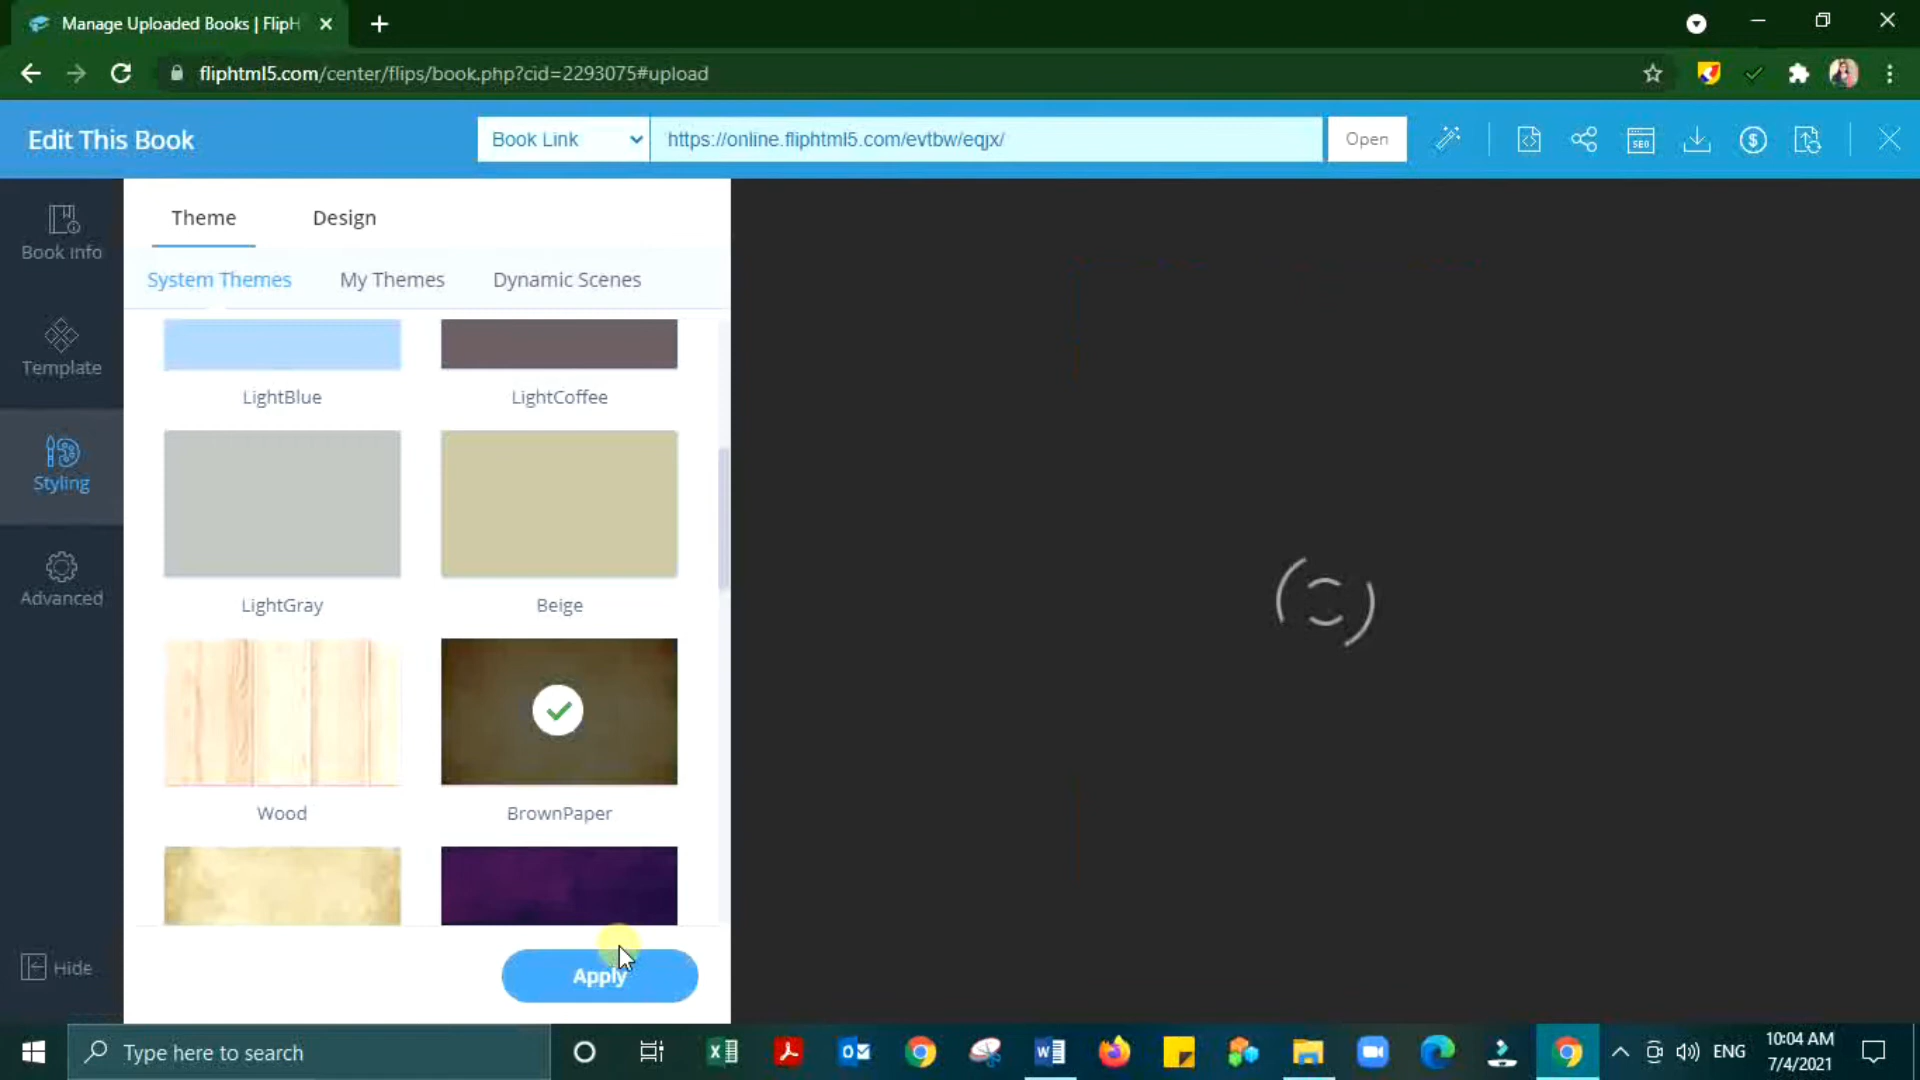 Manage Uploaded Books | FlipH
fliphtml5.com/center/flips/book.php?cid=2293075#upload
Edit This Book
Book Link
https://online.fliphtml5.com/evtbw/eqjx/
Open
SEO
Book info
Template
Styling
Advanced
Hide
Theme
Design
System Themes
My Themes
Dynamic Scenes
LightBlue
LightCoffee
LightGray
Beige
Wood
BrownPaper
Apply
Type here to search
ENG
10:04 AM
7/4/2021